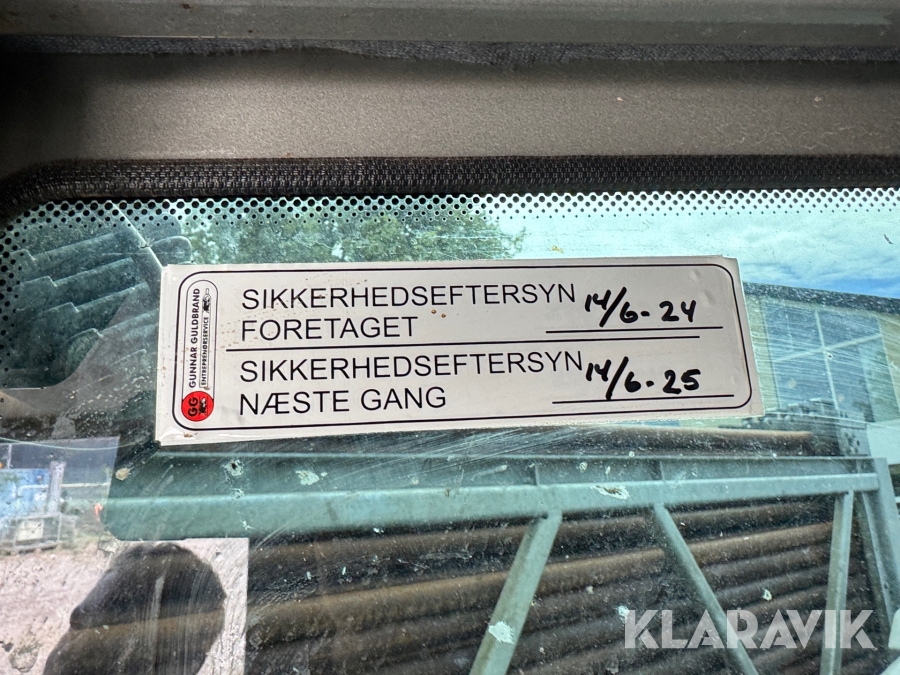 SIKKERHEDSEFTERSYN
FORETAGET 14/6-24
SIKKERHEDSEFTERSYN
NÆSTE GANG 14/6-25
GG GUNNAR GULDBRAND
ENTREPRENØRSERVICE
KLARAVIK